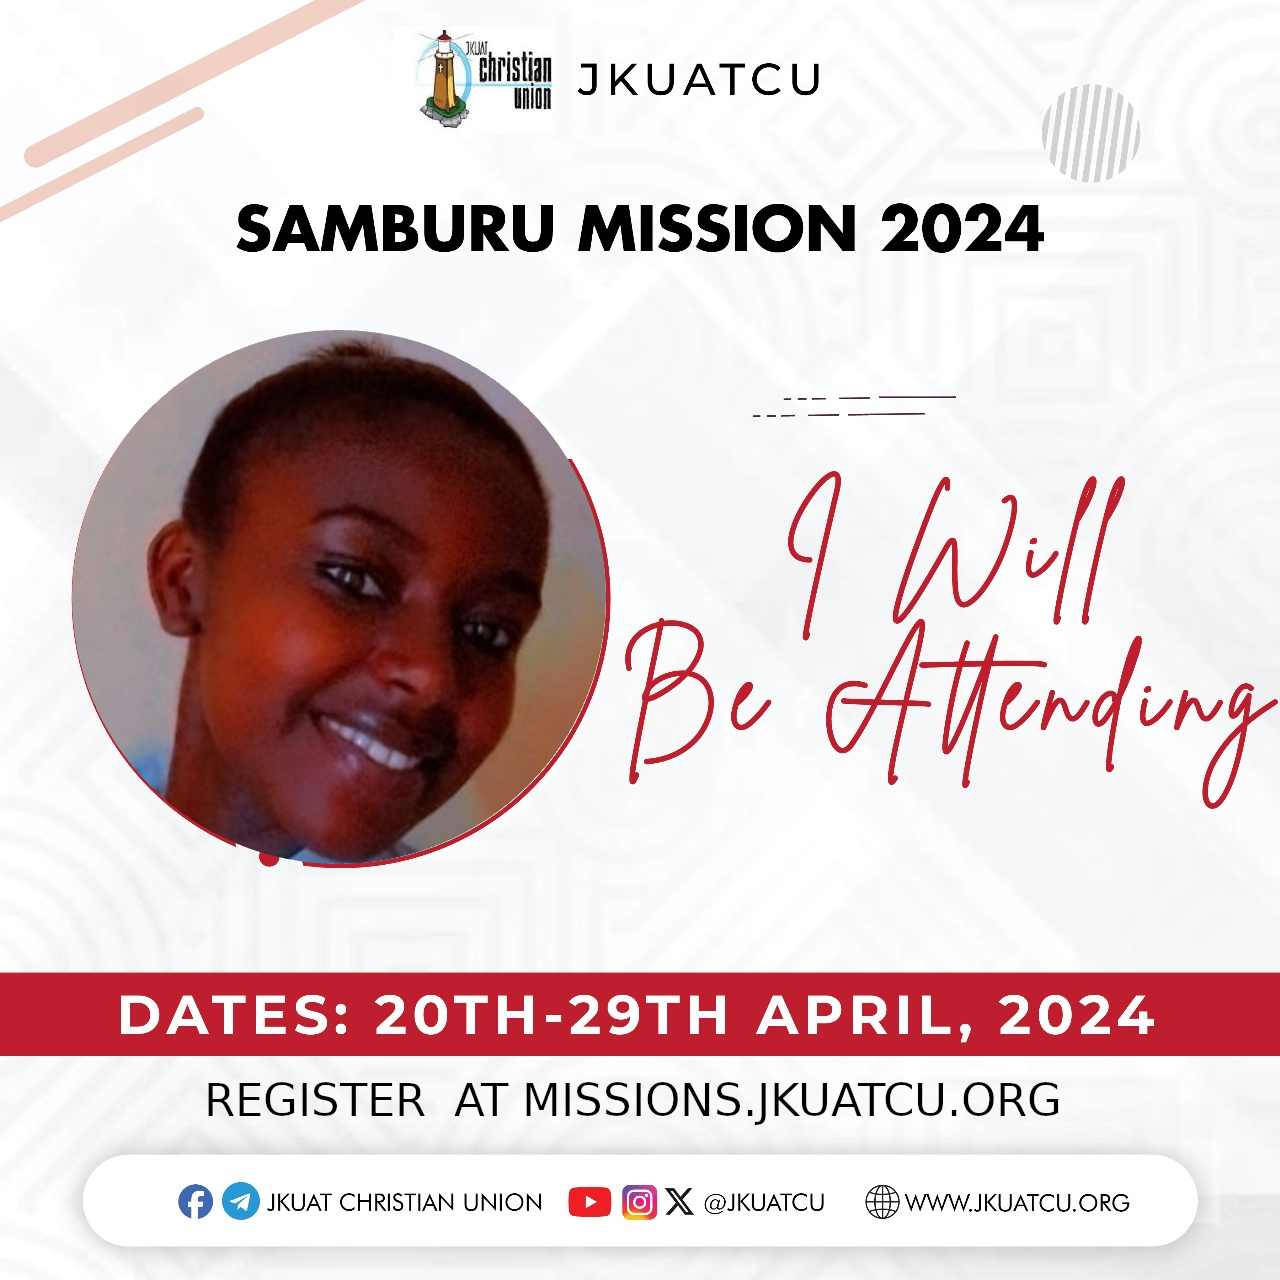 JKUAT
christian
union
JKUATCU
SAMBURU MISSION 2024
I Will
Be Attending
DATES: 20TH-29TH APRIL, 2024
REGISTER  AT MISSIONS.JKUATCU.ORG
JKUAT CHRISTIAN UNION @JKUATCU WWW.JKUATCU.ORG